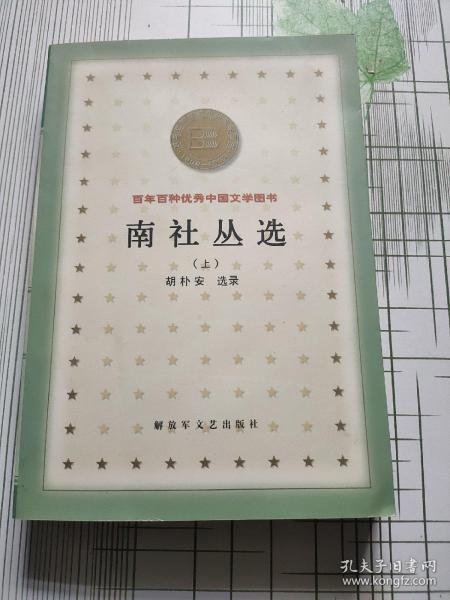 百年百种优秀中国文学图书
南社丛选
（上）
胡朴安 选录
解放军文艺出版社
孔夫子旧书网
www.kongfz.com